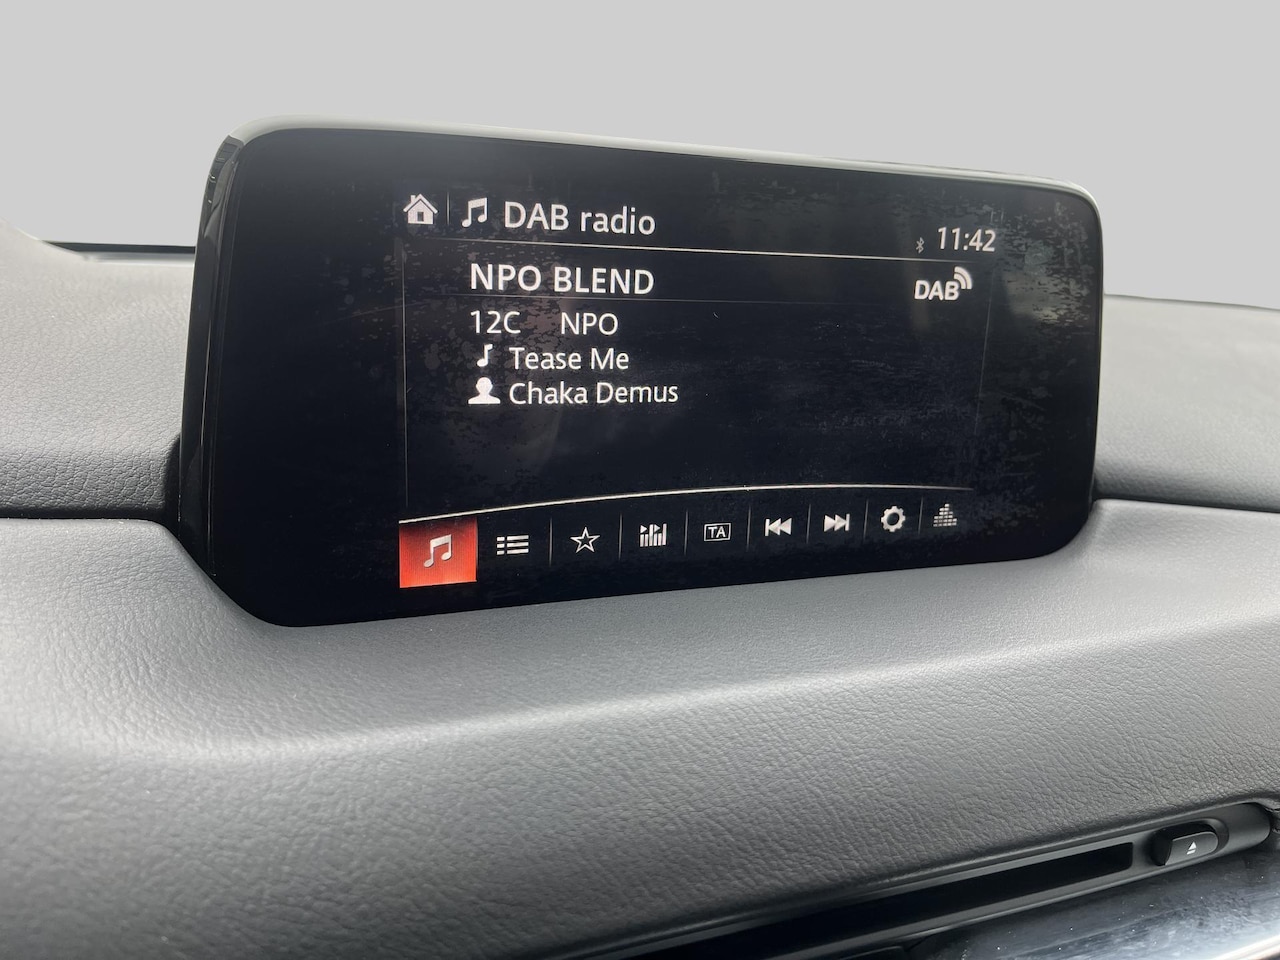 DAB radio
11:42
NPO BLEND
DAB
12C NPO
Tease Me
Chaka Demus
TA